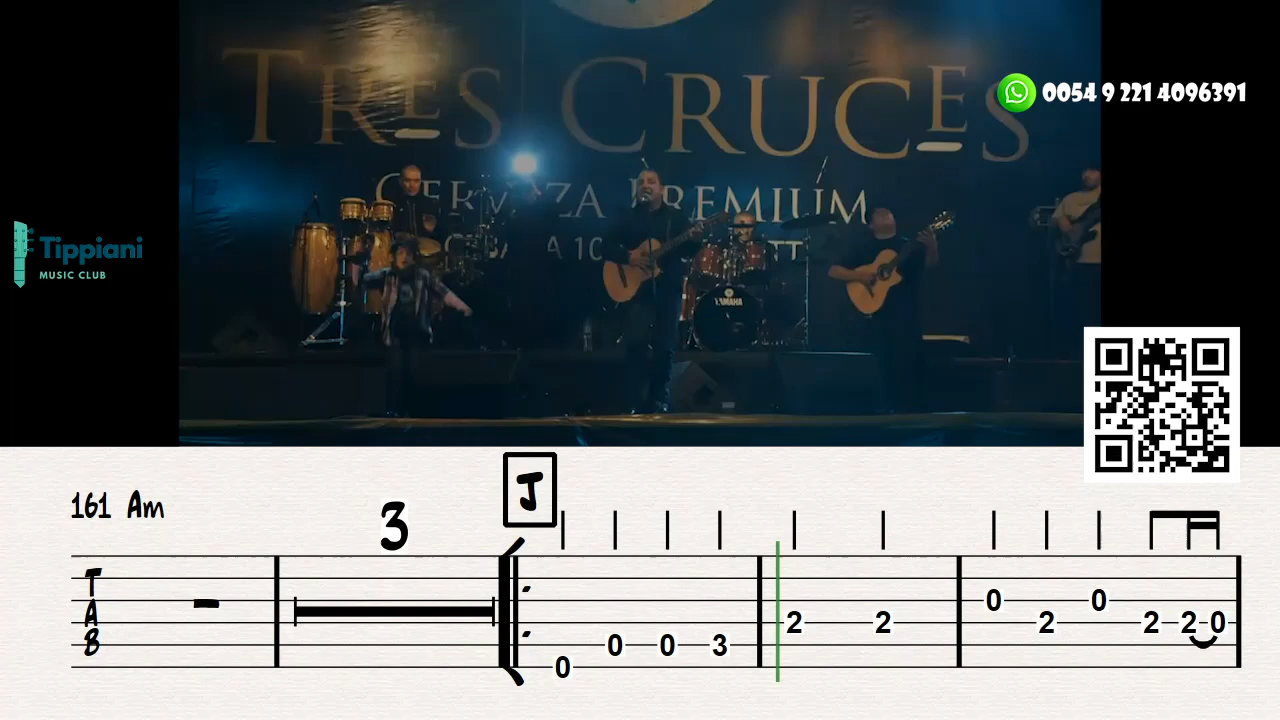 TRES CRUCES
0054 9 221 4096391
CERVEZA PREMIUM
Tippiani
MUSIC CLUB
YAMAHA
161 Am
3
J
T
A
B
0 0 0 3 2 2 0 2 0 2 2 0